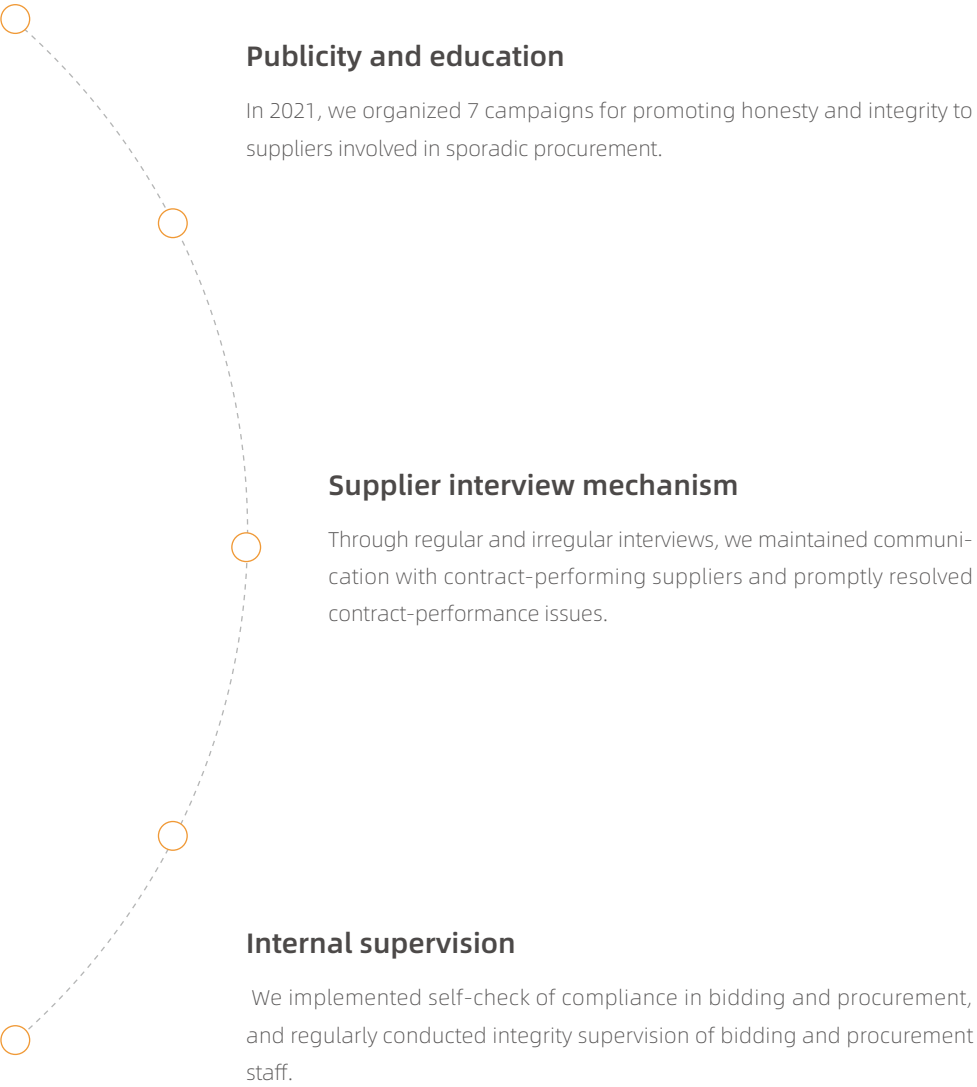 Publicity and education
In 2021, we organized 7 campaigns for promoting honesty and integrity to
suppliers involved in sporadic procurement.
Supplier interview mechanism
Through regular and irregular interviews, we maintained communi-
cation with contract-performing suppliers and promptly resolved
contract-performance issues.
Internal supervision
We implemented self-check of compliance in bidding and procurement,
and regularly conducted integrity supervision of bidding and procurement
staff.